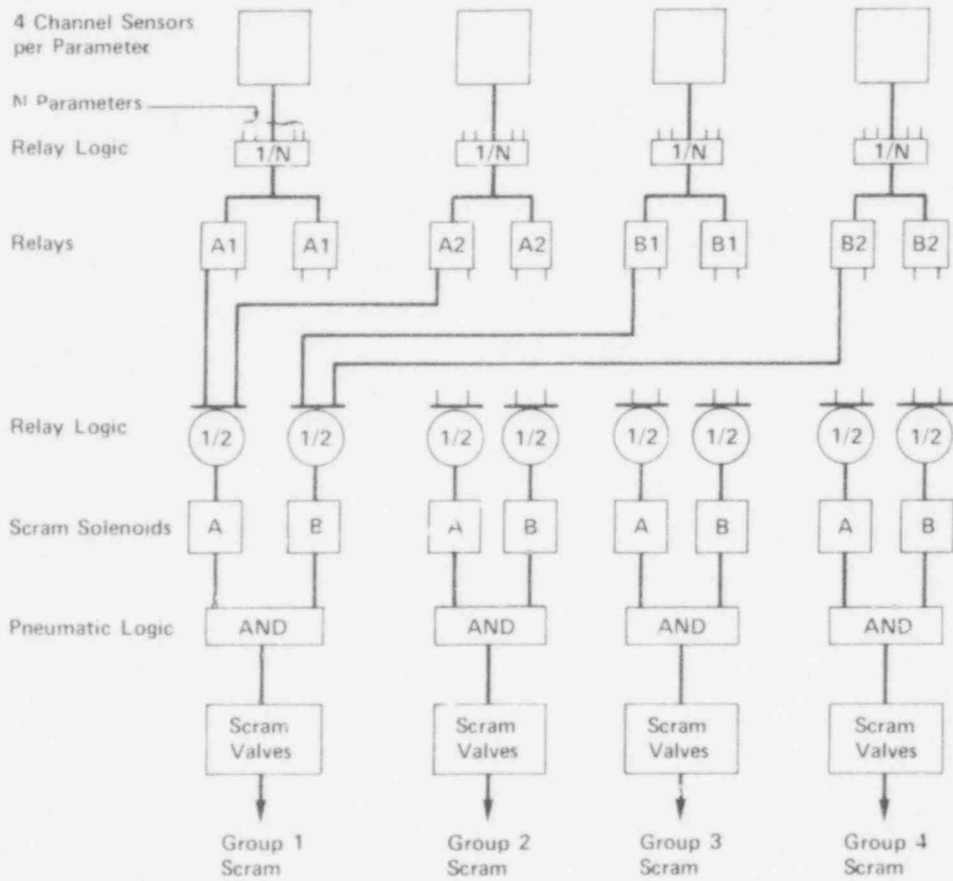 4 Channel Sensors
per Parameter
N Parameters
Relay Logic
1/N 1/N 1/N 1/N
Relays
A1 A1 A2 A2 B1 B1 B2 B2
Relay Logic
1/2 1/2 1/2 1/2 1/2 1/2 1/2 1/2
Scram Solenoids
A B A B A B A B
Pneumatic Logic
AND AND AND AND
Scram Scram Scram Scram
Valves Valves Valves Valves
Group 1 Group 2 Group 3 Group 4
Scram Scram Scram Scram